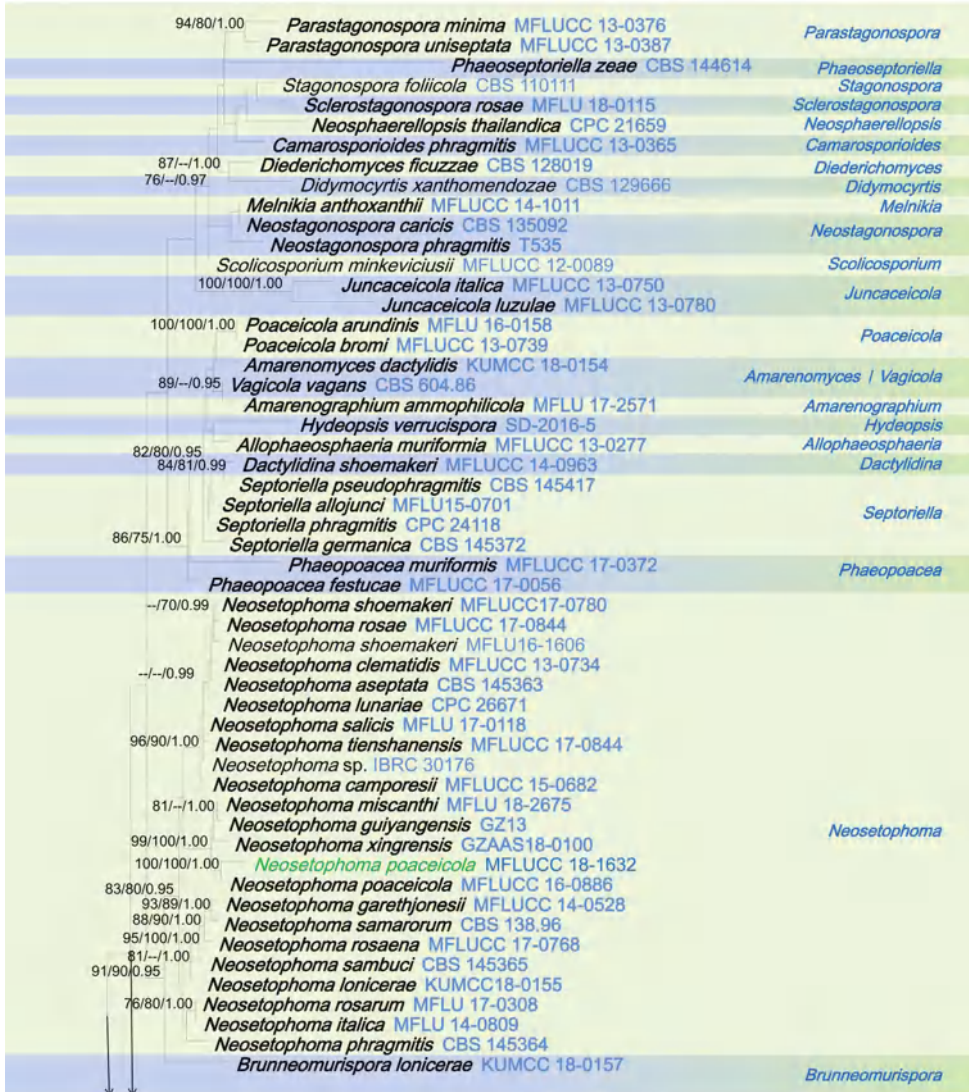 94/80/1.00
Parastagonospora minima MFLUCC 13-0376
Parastagonospora uniseptata MFLUCC 13-0387
Parastagonospora
Phaeoseptoriella zeae CBS 144614
Phaeoseptoriella
Stagonospora foliicola CBS 110111
Stagonospora
Sclerostagonospora rosae MFLU 18-0115
Sclerostagonospora
Neosphaerellopsis thailandica CPC 21659
Neosphaerellopsis
Camarosporioides phragmitis MFLUCC 13-0365
Camarosporioides
87/--/1.00
Diederichomyces ficuzzae CBS 128019
Diederichomyces
76/--/0.97
Didymocyrtis xanthomendozae CBS 129666
Didymocyrtis
Melnikia anthoxanthii MFLUCC 14-1011
Melnikia
Neostagonospora caricis CBS 135092
Neostagonospora phragmitis T535
Neostagonospora
Scolicosporium minkeviciusii MFLUCC 12-0089
Scolicosporium
100/100/1.00
Juncaceicola italica MFLUCC 13-0750
Juncaceicola luzulae MFLUCC 13-0780
Juncaceicola
100/100/1.00
Poaceicola arundinis MFLU 16-0158
Poaceicola bromi MFLUCC 13-0739
Poaceicola
Amarenomyces dactylidis KUMCC 18-0154
89/--/0.95
Vagicola vagans CBS 604.86
Amarenomyces / Vagicola
Amarenographium ammophilicola MFLU 17-2571
Amarenographium
Hydeopsis verrucispora SD-2016-5
Hydeopsis
82/80/0.95
Allophaeosphaeria muriformia MFLUCC 13-0277
Allophaeosphaeria
84/81/0.99
Dactylidina shoemakeri MFLUCC 14-0963
Dactylidina
Septoriella pseudophragmitis CBS 145417
Septoriella allojunci MFLU15-0701
Septoriella phragmitis CPC 24118
Septoriella
86/75/1.00
Septoriella germanica CBS 145372
Phaeopoacea muriformis MFLUCC 17-0372
Phaeopoacea festucae MFLUCC 17-0056
Phaeopoacea
--/70/0.99
Neosetophoma shoemakeri MFLUCC17-0780
Neosetophoma rosae MFLUCC 17-0844
Neosetophoma shoemakeri MFLU16-1606
--/--/0.99
Neosetophoma clematidis MFLUCC 13-0734
Neosetophoma aseptata CBS 145363
Neosetophoma lunariae CPC 26671
Neosetophoma salicis MFLU 17-0118
96/90/1.00
Neosetophoma tienshanensis MFLUCC 17-0844
Neosetophoma sp. IBRC 30176
Neosetophoma camporesii MFLUCC 15-0682
81/--/1.00
Neosetophoma miscanthi MFLU 18-2675
Neosetophoma guiyangensis GZ13
Neosetophoma
99/100/1.00
Neosetophoma xingrensis GZAAS18-0100
100/100/1.00
Neosetophoma poaceicola MFLUCC 18-1632
83/80/0.95
Neosetophoma poaceicola MFLUCC 16-0886
93/89/1.00
Neosetophoma garethjonesii MFLUCC 14-0528
88/90/1.00
Neosetophoma samarorum CBS 138.96
95/100/1.00
Neosetophoma rosaena MFLUCC 17-0768
81/--/1.00
91/90/0.95
Neosetophoma sambuci CBS 145365
Neosetophoma lonicerae KUMCC18-0155
76/80/1.00
Neosetophoma rosarum MFLU 17-0308
Neosetophoma italica MFLU 14-0809
Neosetophoma phragmitis CBS 145364
Brunneomurispora lonicerae KUMCC 18-0157
Brunneomurispora